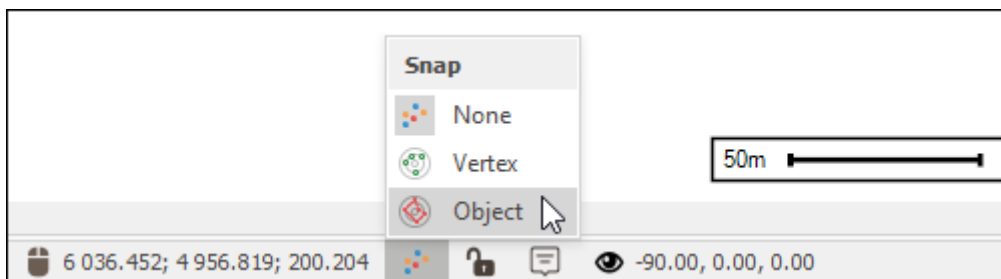 Snap
None
Vertex
50m
Object
6 036.452; 4 956.819; 200.204
-90.00, 0.00, 0.00